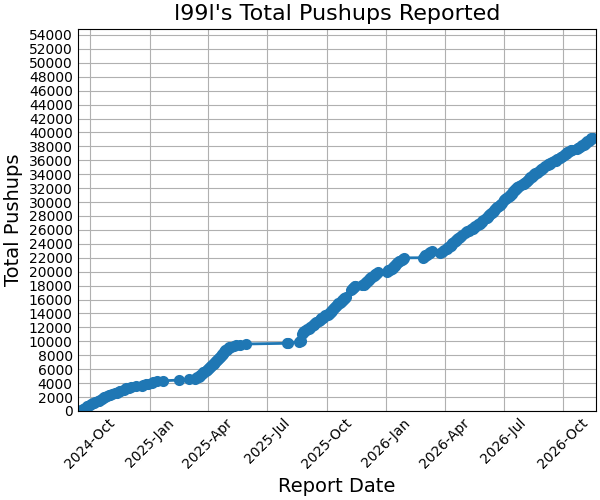 I99I's Total Pushups Reported
54000
52000
50000
48000
46000
44000
42000
40000
38000
36000
34000
32000
30000
28000
26000
24000
22000
20000
18000
16000
14000
12000
10000
8000
6000
4000
2000
0
Total Pushups
2024-Oct
2025-Jan
2025-Apr
2025-Jul
2025-Oct
2026-Jan
2026-Apr
2026-Jul
2026-Oct
Report Date